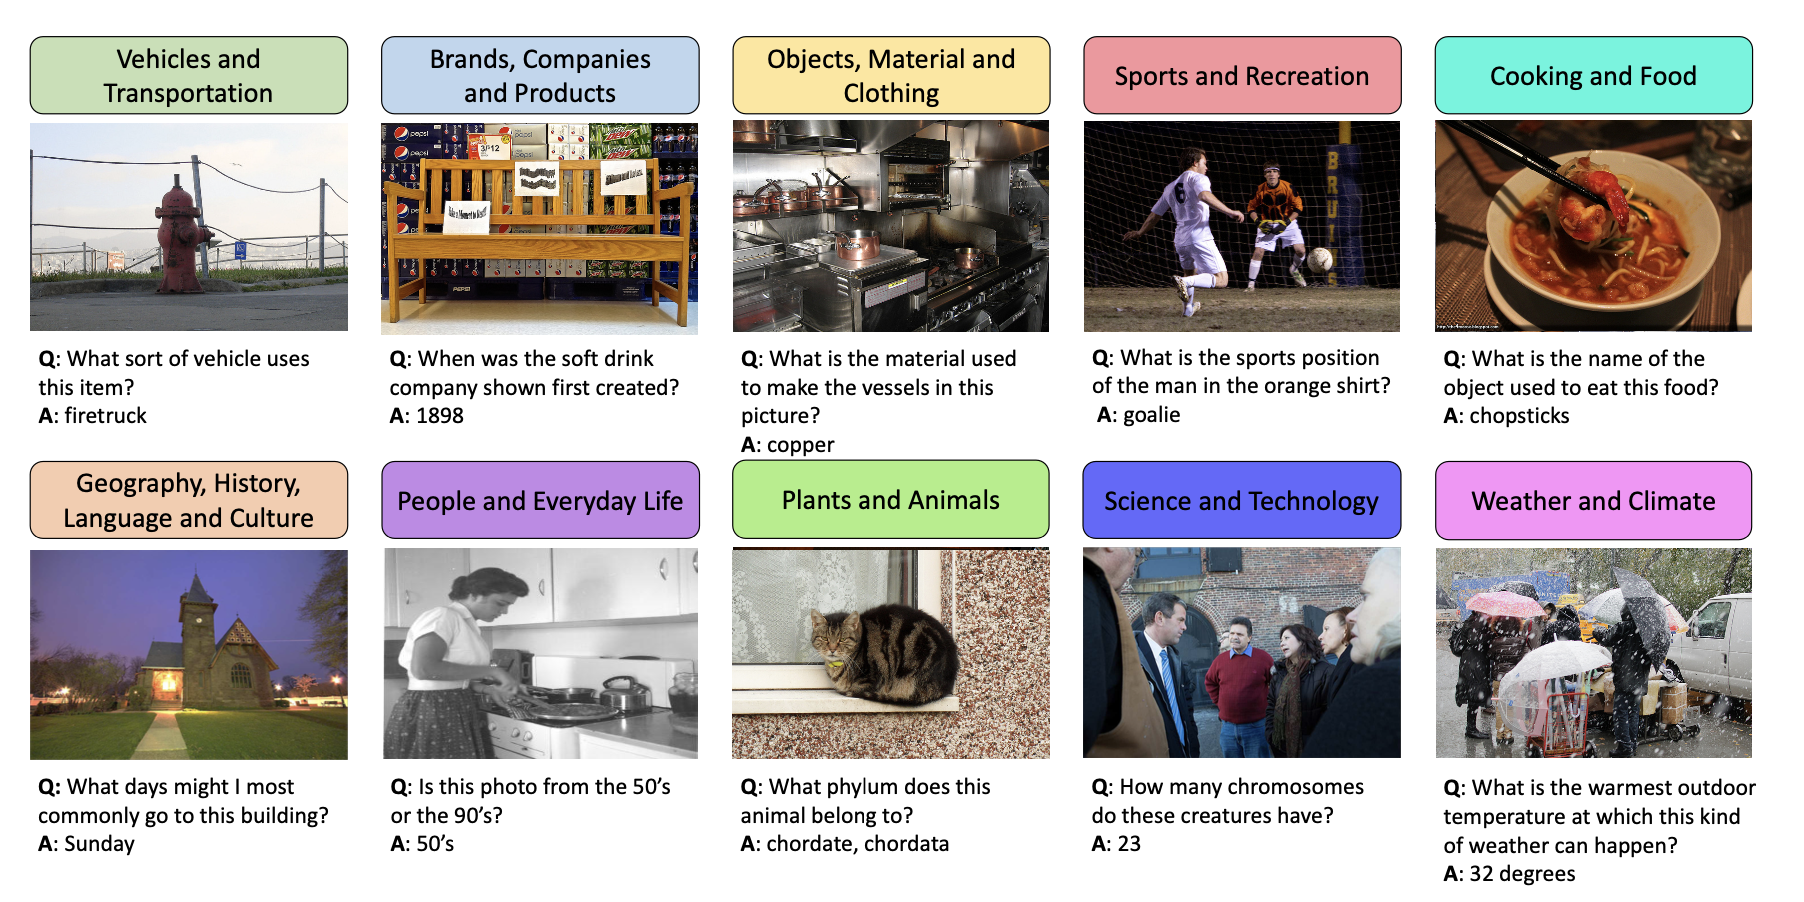 Vehicles and
Transportation
Brands, Companies
and Products
Objects, Material and
Clothing
Sports and Recreation
Cooking and Food
pepsi
pepsi
3/$12
pepsi
PEPSI
BRUI
Q: What sort of vehicle uses
this item?
A: firetruck
Q: When was the soft drink
company shown first created?
A: 1898
Q: What is the material used
to make the vessels in this
picture?
A: copper
Q: What is the sports position
of the man in the orange shirt?
A: goalie
Q: What is the name of the
object used to eat this food?
A: chopsticks
Geography, History,
Language and Culture
People and Everyday Life
Plants and Animals
Science and Technology
Weather and Climate
Q: What days might I most
commonly go to this building?
A: Sunday
Q: Is this photo from the 50’s
or the 90’s?
A: 50’s
Q: What phylum does this
animal belong to?
A: chordate, chordata
Q: How many chromosomes
do these creatures have?
A: 23
Q: What is the warmest outdoor
temperature at which this kind
of weather can happen?
A: 32 degrees